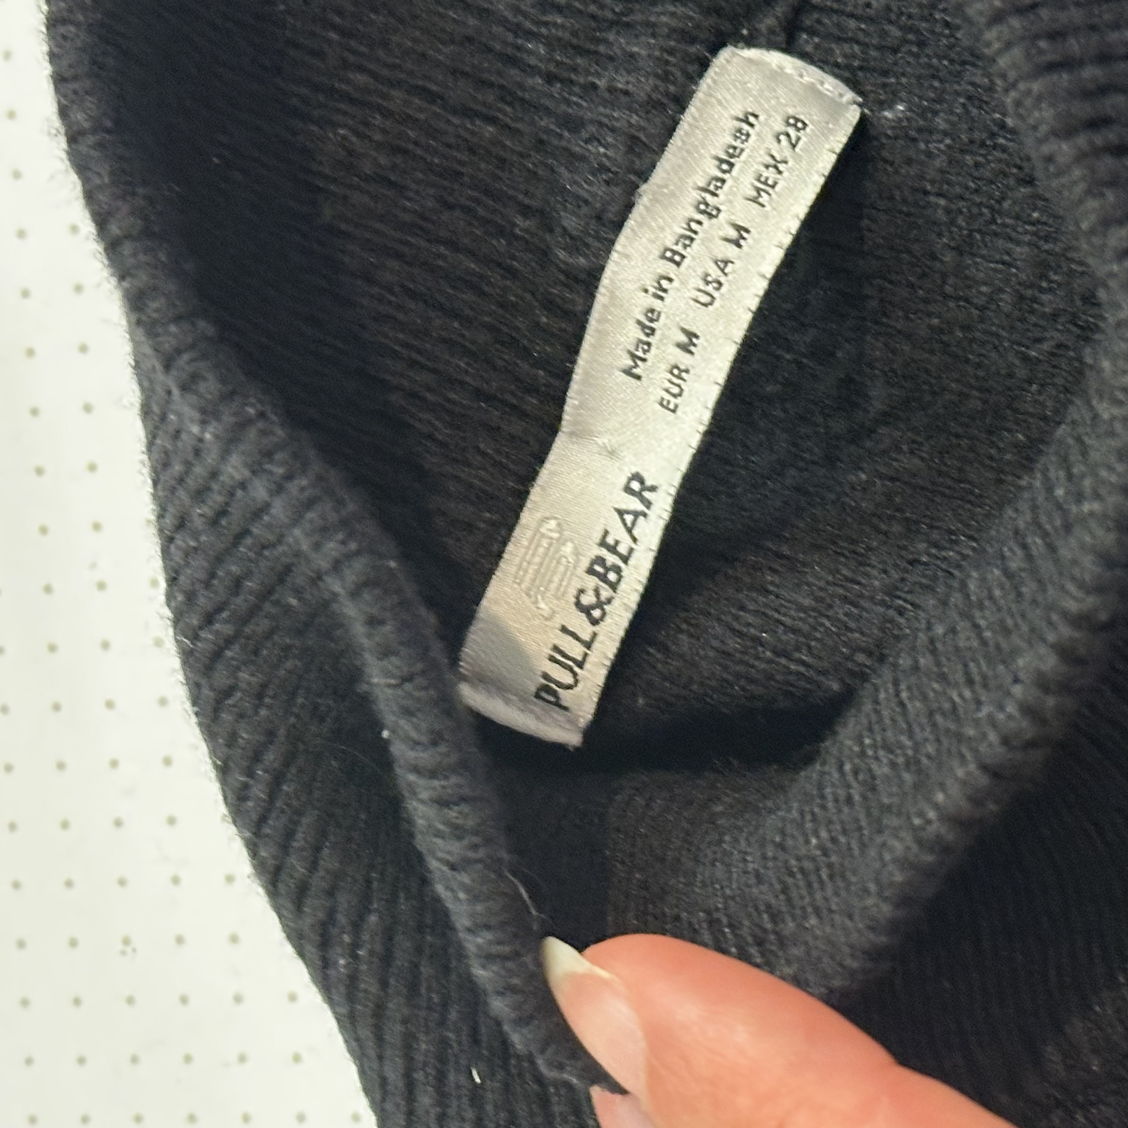 Made in Bangladesh
EUR M USA M MEX 28
PULL&BEAR